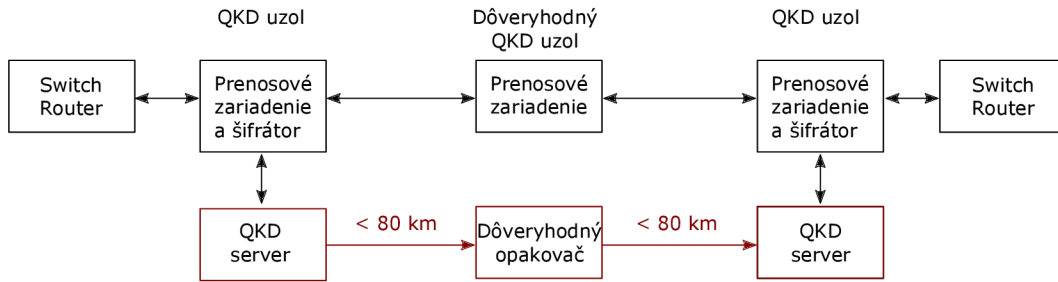 QKD uzol
Dôveryhodný
QKD uzol
QKD uzol
Switch
Router
Prenosové
zariadenie
a šifrátor
Prenosové
zariadenie
Prenosové
zariadenie
a šifrátor
Switch
Router
QKD
server
< 80 km
Dôveryhodný
opakovač
< 80 km
QKD
server